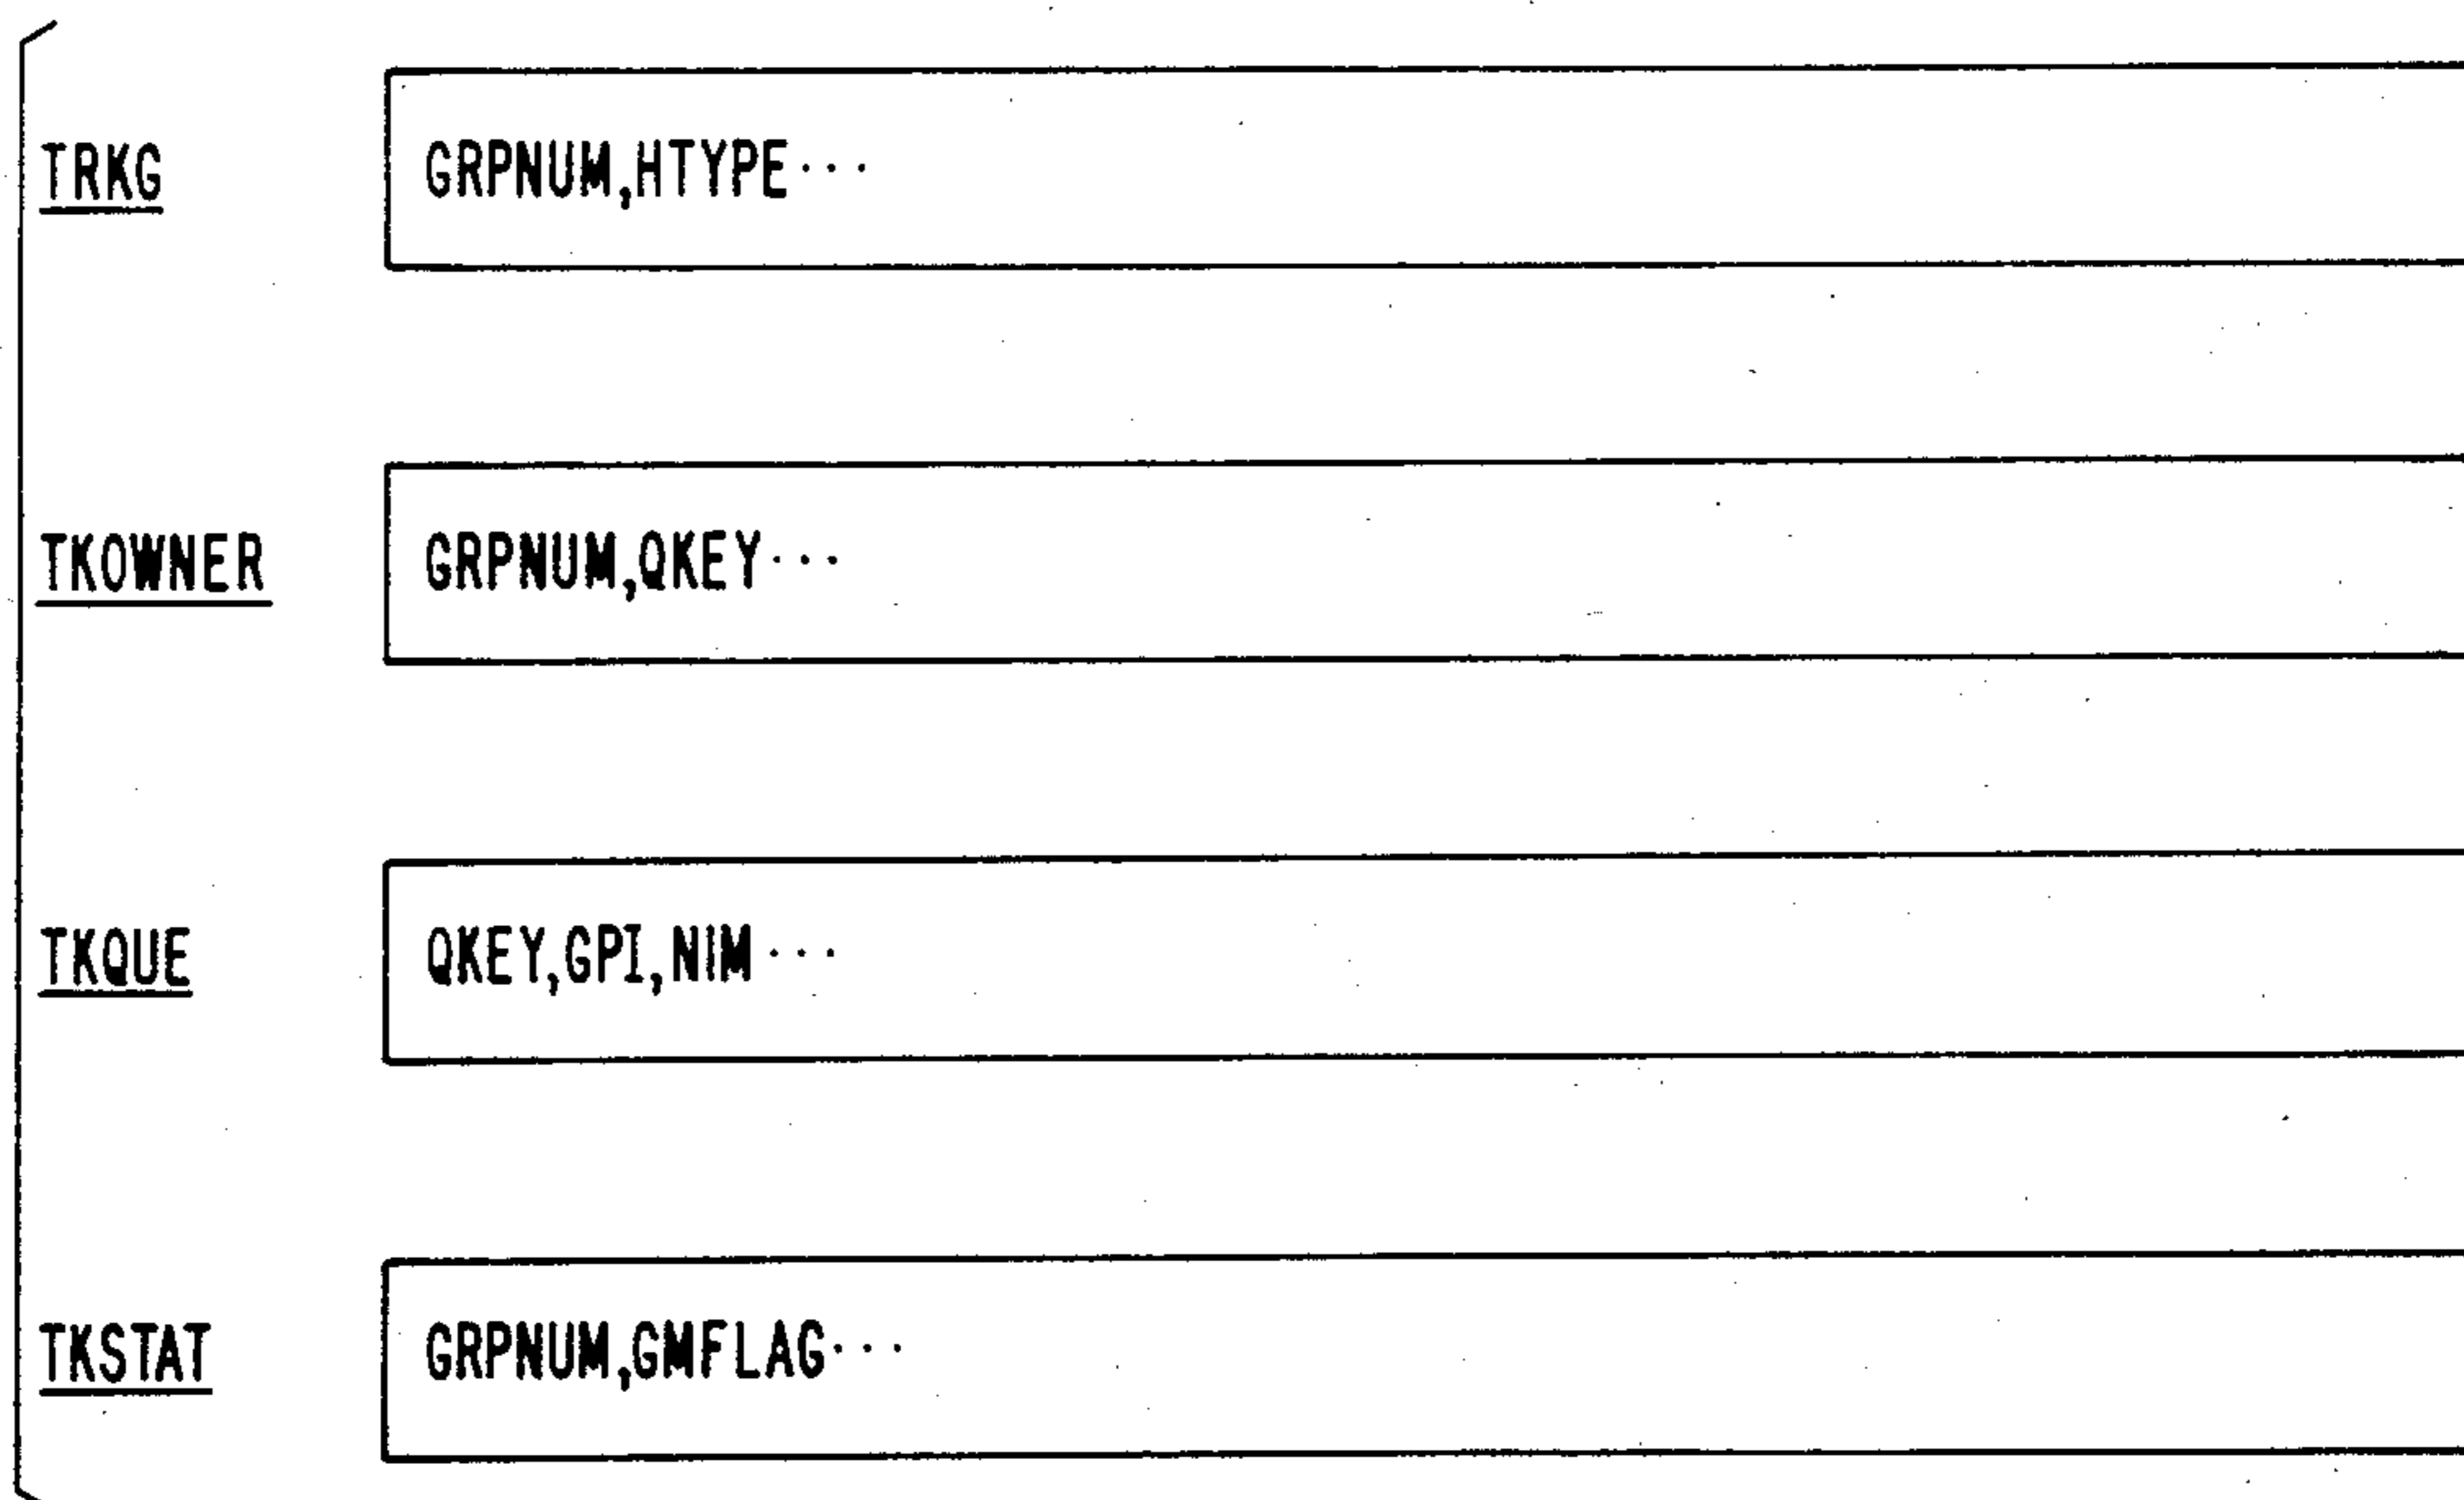 TRKG
GRPNUM,HTYPE···
TKOWNER
GRPNUM,QKEY···
TKQUE
QKEY,GPI,NIM···
TKSTAT
GRPNUM,GMFLAG···